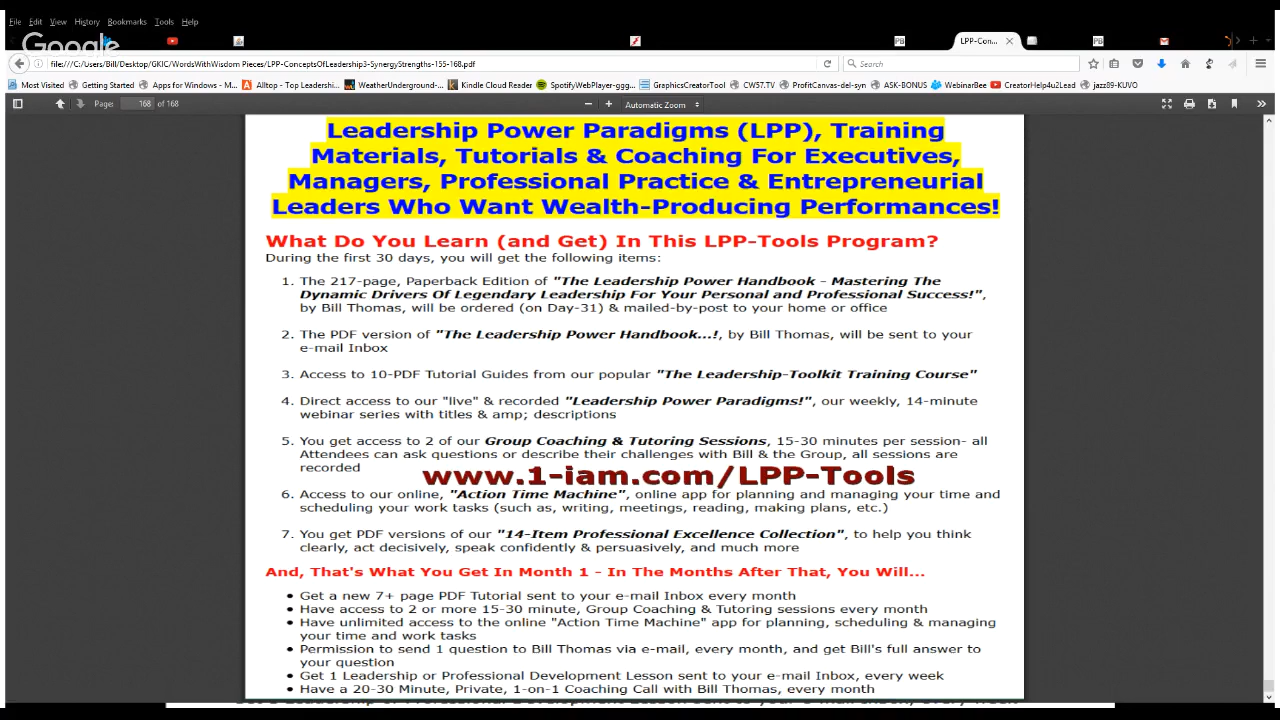 File Edit View History Bookmarks Tools Help
Google
LPP-Con...
file:///C:/Users/Bill/Desktop/GKIC/WordsWithWisdom Pieces/LPP-ConceptsOfLeadership3-SynergyStrengths-155-168.pdf
Search
Most Visited Getting Started Apps for Windows - M... Alltop - Top Leadershi... WeatherUnderground-... Kindle Cloud Reader SpotifyWebPlayer-ggg... GraphicsCreatorTool CW57.TV ProfitCanvas-del-syn ASK-BONUS WebinarBee CreatorHelp4u2Lead jazz89-KUVO
Page: 168 of 168 Automatic Zoom
Leadership Power Paradigms (LPP), Training
Materials, Tutorials & Coaching For Executives,
Managers, Professional Practice & Entrepreneurial
Leaders Who Want Wealth-Producing Performances!
What Do You Learn (and Get) In This LPP-Tools Program?
During the first 30 days, you will get the following items:
1. The 217-page, Paperback Edition of "The Leadership Power Handbook - Mastering The
Dynamic Drivers Of Legendary Leadership For Your Personal and Professional Success!",
by Bill Thomas, will be ordered (on Day-31) & mailed-by-post to your home or office
2. The PDF version of "The Leadership Power Handbook...!, by Bill Thomas, will be sent to your
e-mail Inbox
3. Access to 10-PDF Tutorial Guides from our popular "The Leadership-Toolkit Training Course"
4. Direct access to our "live" & recorded "Leadership Power Paradigms!", our weekly, 14-minute
webinar series with titles & amp; descriptions
5. You get access to 2 of our Group Coaching & Tutoring Sessions, 15-30 minutes per session- all
Attendees can ask questions or describe their challenges with Bill & the Group, all sessions are
recorded
www.1-iam.com/LPP-Tools
6. Access to our online, "Action Time Machine", online app for planning and managing your time and
scheduling your work tasks (such as, writing, meetings, reading, making plans, etc.)
7. You get PDF versions of our "14-Item Professional Excellence Collection", to help you think
clearly, act decisively, speak confidently & persuasively, and much more
And, That's What You Get In Month 1 - In The Months After That, You Will...
• Get a new 7+ page PDF Tutorial sent to your e-mail Inbox every month
• Have access to 2 or more 15-30 minute, Group Coaching & Tutoring sessions every month
• Have unlimited access to the online "Action Time Machine" app for planning, scheduling & managing
your time and work tasks
• Permission to send 1 question to Bill Thomas via e-mail, every month, and get Bill's full answer to
your question
• Get 1 Leadership or Professional Development Lesson sent to your e-mail Inbox, every week
• Have a 20-30 Minute, Private, 1-on-1 Coaching Call with Bill Thomas, every month